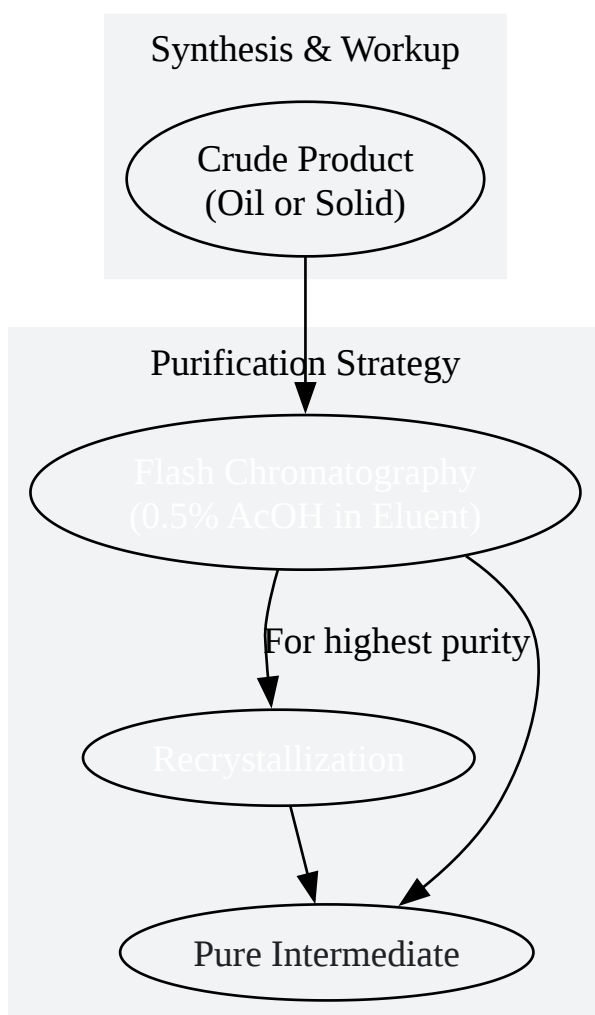 Synthesis & Workup
Crude Product
(Oil or Solid)
Purification Strategy
Flash Chromatography
(0.5% AcOH in Eluent)
For highest purity
Recrystallization
Pure Intermediate